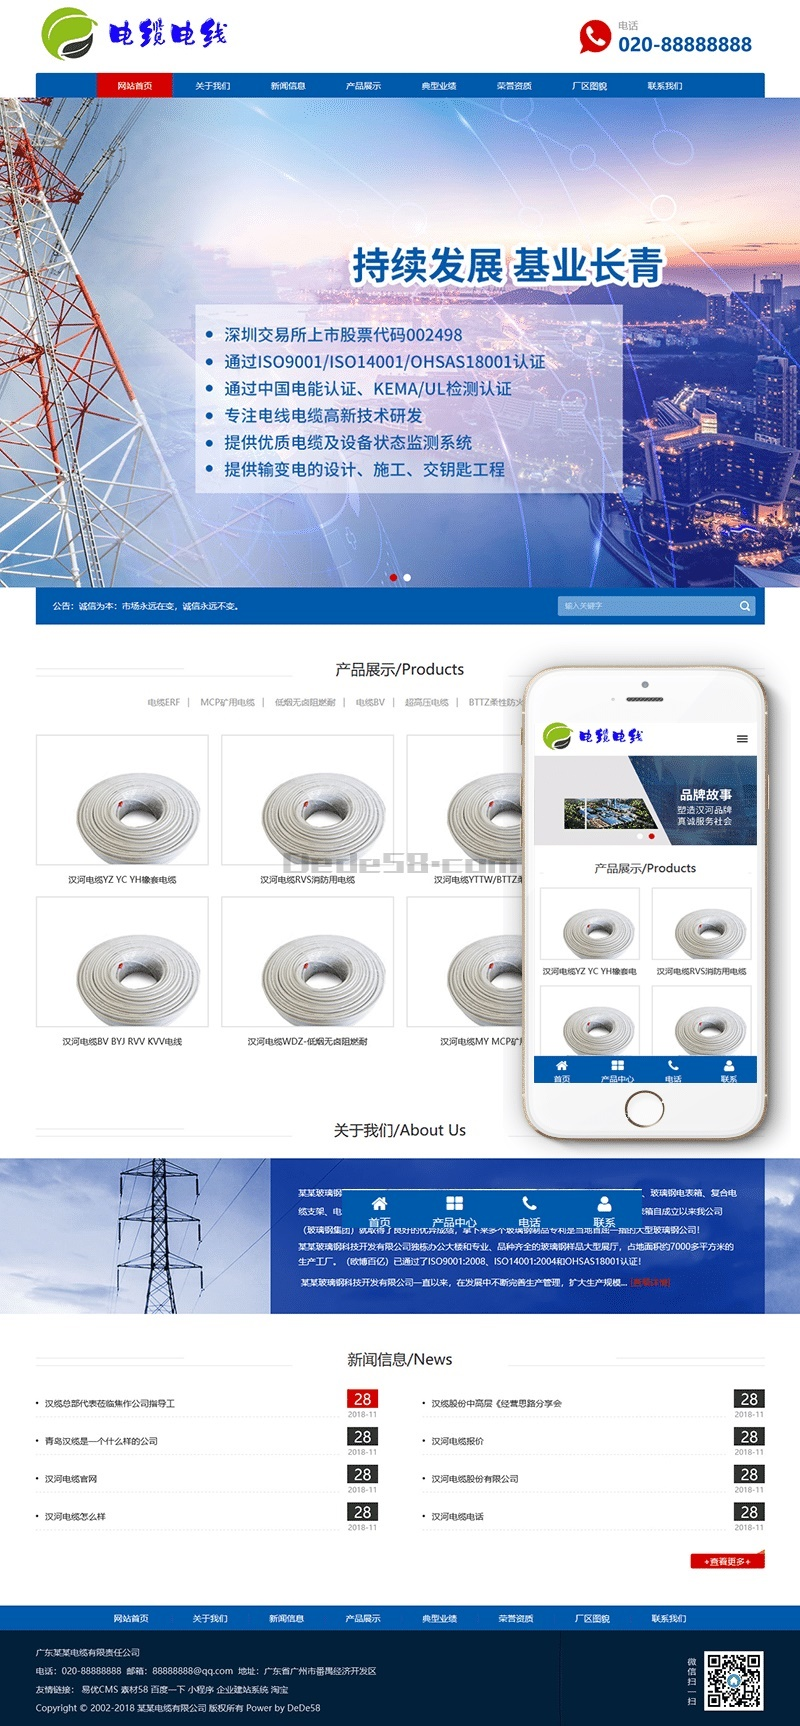 电缆电线
电话
020-88888888
网站首页 关于我们 新闻信息 产品展示 典型业绩 荣誉资质 厂区图貌 联系我们
持续发展 基业长青
• 深圳交易所上市股票代码002498
• 通过ISO9001/ISO14001/OHSAS18001认证
• 通过中国电能认证、KEMA/UL检测认证
• 专注电线电缆高新技术研发
• 提供优质电缆及设备状态监测系统
• 提供输变电的设计、施工、交钥匙工程
公告：诚信为本：市场永远在变，诚信永远不变。
输入关键字
产品展示/Products
电缆ERF | MCP矿用电缆 | 低烟无卤阻燃耐 | 电缆BV | 超高压电缆 | BTTZ柔性防火
汉河电缆YZ YC YH橡套电缆
汉河电缆RVS消防用电缆
汉河电缆YTTW/BTTZ柔
Dede58.com
汉河电缆BV BYJ RVV KVV电线
汉河电缆WDZ-低烟无卤阻燃耐
汉河电缆MY MCP矿用
电缆电线
品牌故事
塑造汉河品牌
真诚服务社会
产品展示/Products
汉河电缆YZ YC YH橡套电
汉河电缆RVS消防用电缆
首页 产品中心 电话 联系
关于我们/About Us
某某玻璃钢 、玻璃钢电表箱、复合电
缆支架、电 箱自成立以来我公司
首页 产品中心 电话 联系
（玻璃钢集团）就取得了良好的优异成绩，拿下来多个玻璃钢制品专利是当地首屈一指的大型玻璃钢公司！
某某玻璃钢科技开发有限公司独栋办公大楼和专业、品种齐全的玻璃钢样品大型展厅，占地面积约7000多平方米的
生产工厂。（欧博百亿）已通过了ISO9001:2008、ISO14001:2004和OHSAS18001认证！
某某玻璃钢科技开发有限公司一直以来，在发展中不断完善生产管理，扩大生产规模... [查看详情]
新闻信息/News
• 汉缆总部代表莅临焦作公司指导工 28
2018-11
• 汉缆股份中高层《经营思路分享会 28
2018-11
• 青岛汉缆是一个什么样的公司 28
2018-11
• 汉河电缆报价 28
2018-11
• 汉河电缆官网 28
2018-11
• 汉河电缆股份有限公司 28
2018-11
• 汉河电缆怎么样 28
2018-11
• 汉河电缆电话 28
2018-11
+查看更多+
网站首页 关于我们 新闻信息 产品展示 典型业绩 荣誉资质 厂区图貌 联系我们
广东某某电缆有限责任公司
电话：020-88888888 邮箱：88888888@qq.com 地址：广东省广州市番禺经济开发区
友情链接： 易优CMS 素材58 百度一下 小程序 企业建站系统 淘宝
Copyright © 2002-2018 某某电缆有限公司 版权所有 Power by DeDe58
微信扫一扫